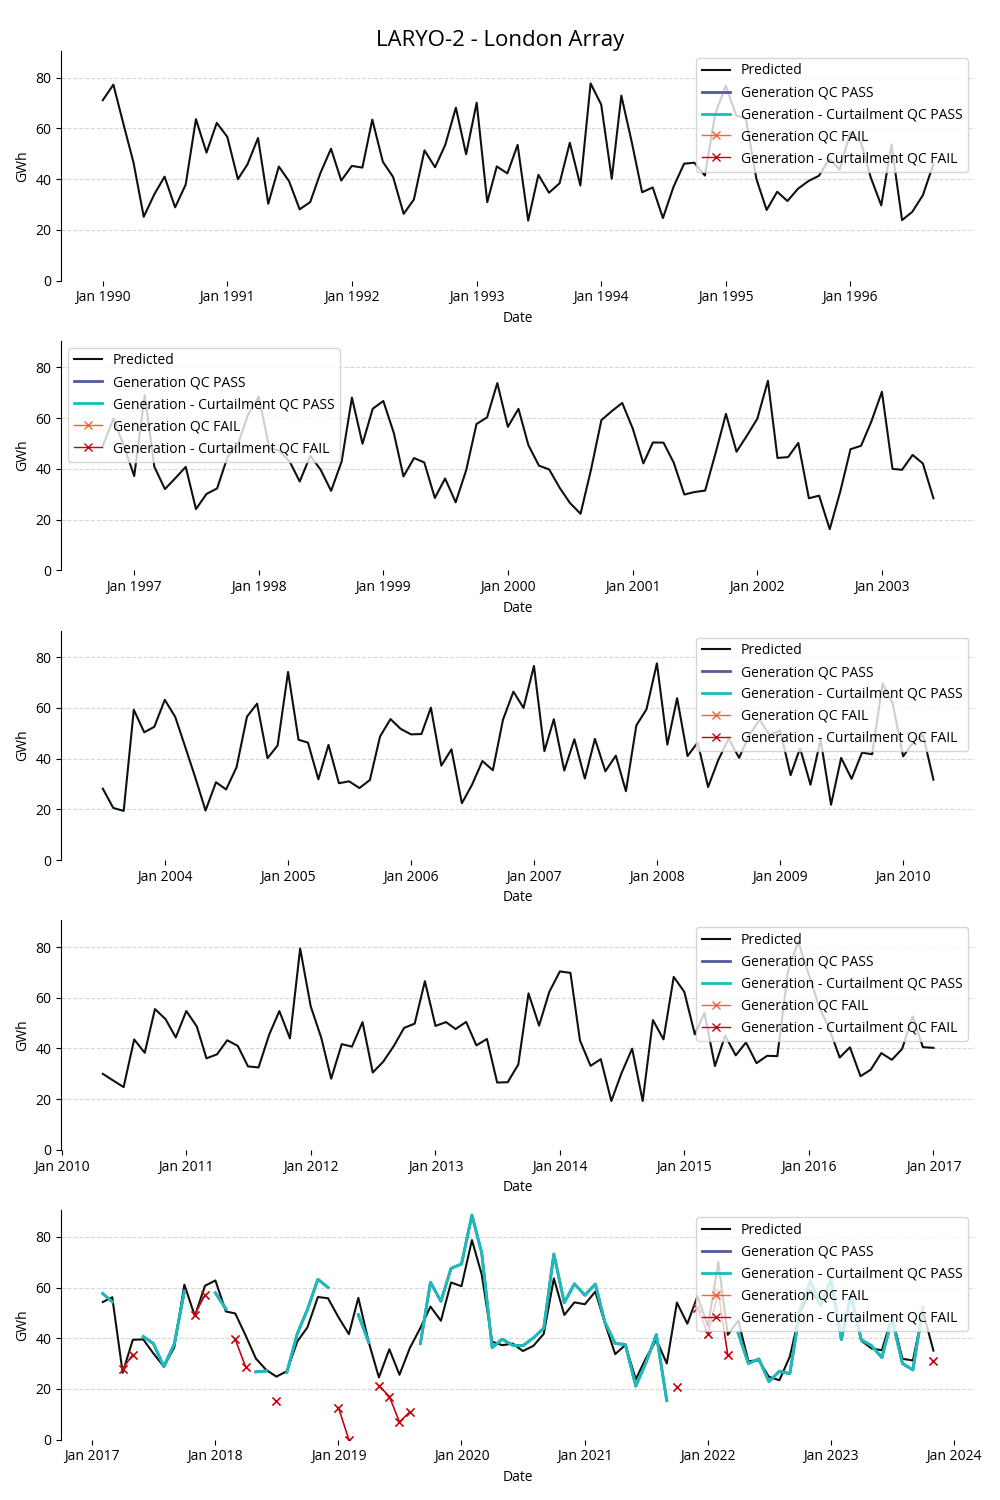 LARYO-2 - London Array
80
60
40
20
0
GWh
Predicted
Generation QC PASS
Generation - Curtailment QC PASS
Generation QC FAIL
Generation - Curtailment QC FAIL
Jan 1990 Jan 1991 Jan 1992 Jan 1993 Jan 1994 Jan 1995 Jan 1996
Date
80
60
40
20
0
GWh
Predicted
Generation QC PASS
Generation - Curtailment QC PASS
Generation QC FAIL
Generation - Curtailment QC FAIL
Jan 1997 Jan 1998 Jan 1999 Jan 2000 Jan 2001 Jan 2002 Jan 2003
Date
80
60
40
20
0
GWh
Predicted
Generation QC PASS
Generation - Curtailment QC PASS
Generation QC FAIL
Generation - Curtailment QC FAIL
Jan 2004 Jan 2005 Jan 2006 Jan 2007 Jan 2008 Jan 2009 Jan 2010
Date
80
60
40
20
0
GWh
Predicted
Generation QC PASS
Generation - Curtailment QC PASS
Generation QC FAIL
Generation - Curtailment QC FAIL
Jan 2010 Jan 2011 Jan 2012 Jan 2013 Jan 2014 Jan 2015 Jan 2016 Jan 2017
Date
80
60
40
20
0
GWh
Predicted
Generation QC PASS
Generation - Curtailment QC PASS
Generation QC FAIL
Generation - Curtailment QC FAIL
Jan 2017 Jan 2018 Jan 2019 Jan 2020 Jan 2021 Jan 2022 Jan 2023 Jan 2024
Date